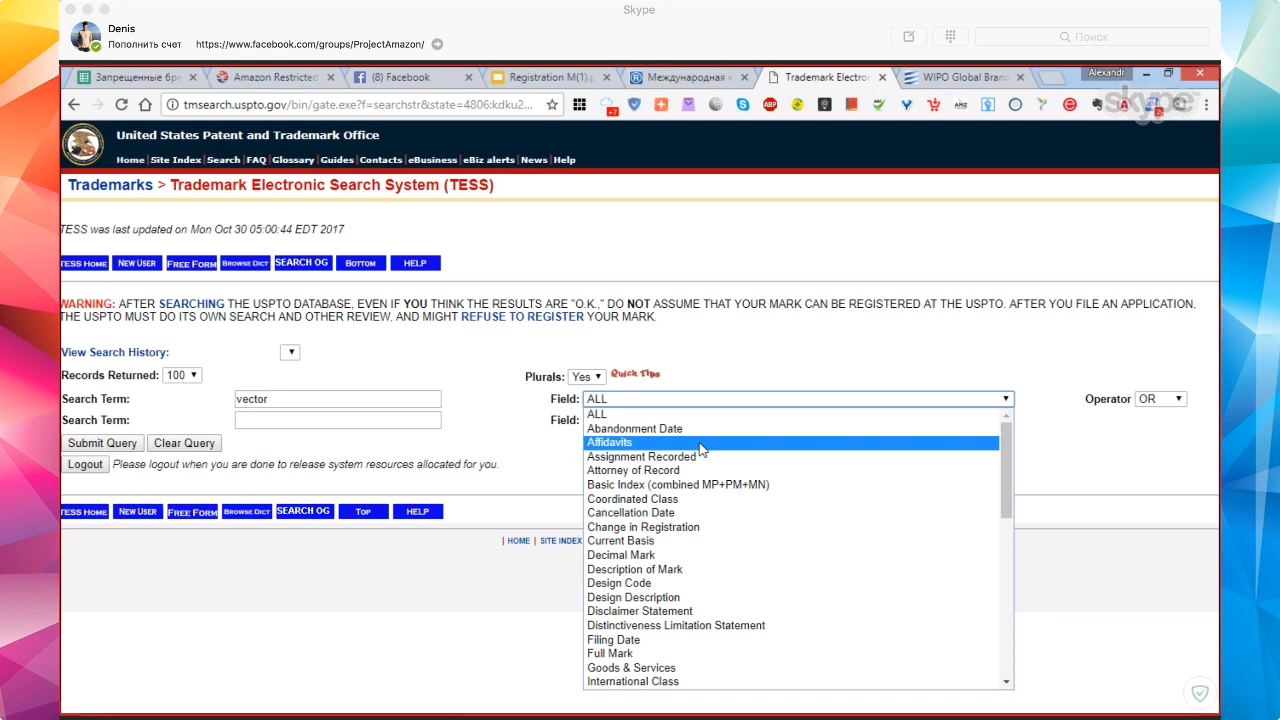 Skype
Denis
Пополнить счет https://www.facebook.com/groups/ProjectAmazon/
Поиск
Запрещенные бре
Amazon Restricted
(8) Facebook
Registration M(1).p
Международная к
Trademark Electron
WIPO Global Brand
Alexandr
tmsearch.uspto.gov/bin/gate.exe?f=searchstr&state=4806:kdku2...
skype™
United States Patent and Trademark Office
Home | Site Index | Search | FAQ | Glossary | Guides | Contacts | eBusiness | eBiz alerts | News | Help
Trademarks > Trademark Electronic Search System (TESS)
TESS was last updated on Mon Oct 30 05:00:44 EDT 2017
TESS HOME NEW USER FREE FORM BROWSE DICT SEARCH OG BOTTOM HELP
WARNING: AFTER SEARCHING THE USPTO DATABASE, EVEN IF YOU THINK THE RESULTS ARE "O.K.," DO NOT ASSUME THAT YOUR MARK CAN BE REGISTERED AT THE USPTO. AFTER YOU FILE AN APPLICATION,
THE USPTO MUST DO ITS OWN SEARCH AND OTHER REVIEW, AND MIGHT REFUSE TO REGISTER YOUR MARK.
View Search History:
Records Returned: 100 Plurals: Yes Quick Tips
Search Term: vector Field: ALL Operator OR
Search Term: Field:
Submit Query Clear Query
Logout Please logout when you are done to release system resources allocated for you.
ALL
Abandonment Date
Affidavits
Assignment Recorded
Attorney of Record
Basic Index (combined MP+PM+MN)
Coordinated Class
Cancellation Date
Change in Registration
Current Basis
Decimal Mark
Description of Mark
Design Code
Design Description
Disclaimer Statement
Distinctiveness Limitation Statement
Filing Date
Full Mark
Goods & Services
International Class
TESS HOME NEW USER FREE FORM BROWSE DICT SEARCH OG TOP HELP
| HOME | SITE INDEX